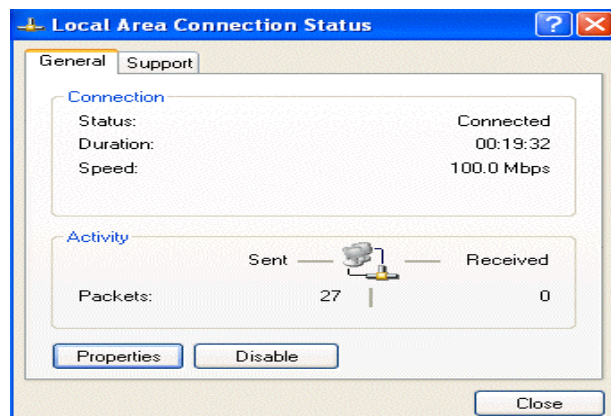 Local Area Connection Status
General Support
Connection
Status: Connected
Duration: 00:19:32
Speed: 100.0 Mbps
Activity
Sent Received
Packets: 27 0
Properties Disable
Close